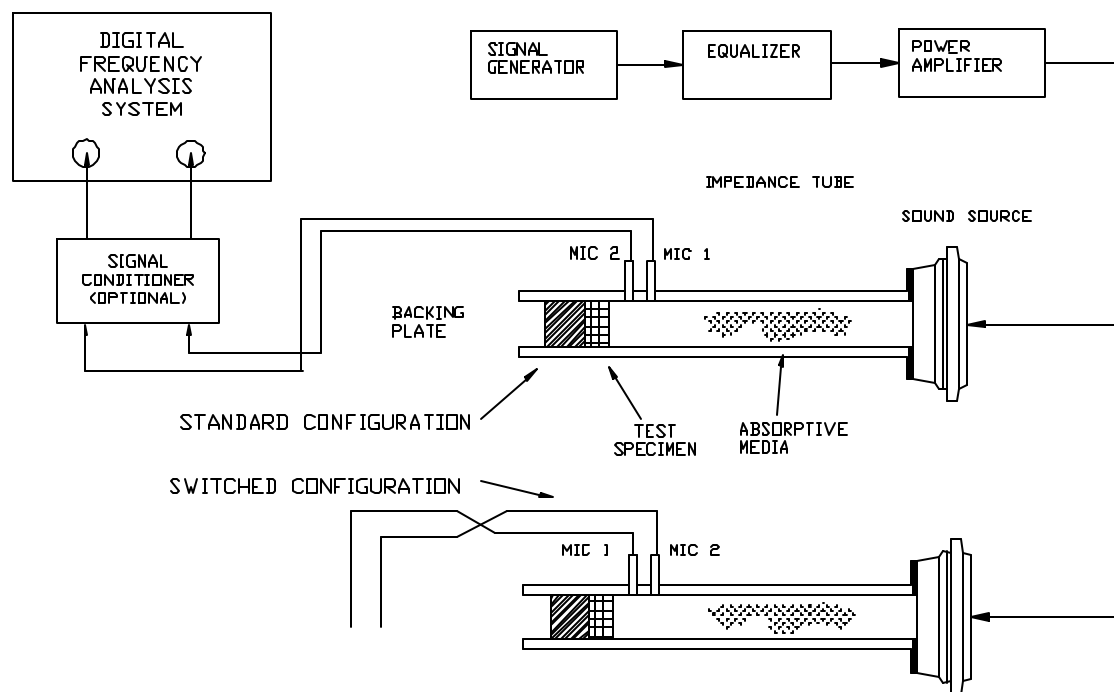 DIGITAL
FREQUENCY
ANALYSIS
SYSTEM
SIGNAL
GENERATOR
EQUALIZER
POWER
AMPLIFIER
IMPEDANCE TUBE
SOUND SOURCE
SIGNAL
CONDITIONER
(OPTIONAL)
MIC 2
MIC 1
BACKING
PLATE
STANDARD CONFIGURATION
TEST
SPECIMEN
ABSORPTIVE
MEDIA
SWITCHED CONFIGURATION
MIC 1
MIC 2